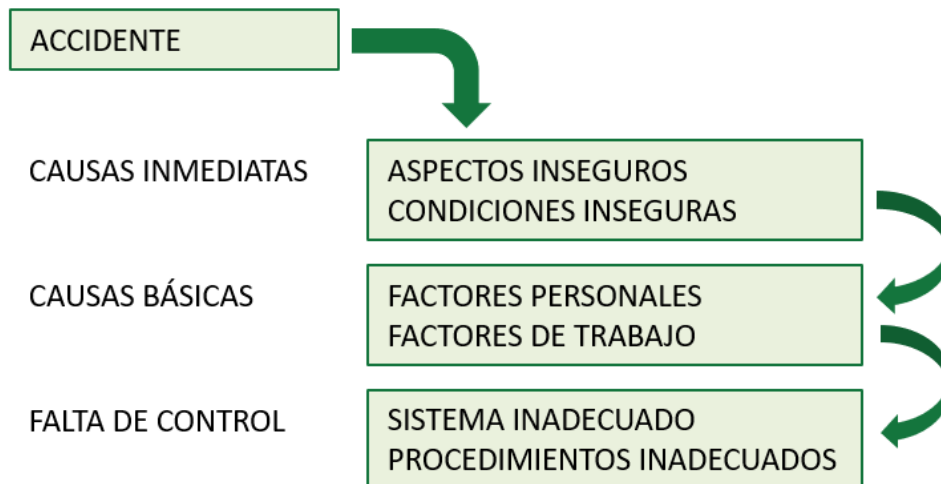 ACCIDENTE
CAUSAS INMEDIATAS
ASPECTOS INSEGUROS
CONDICIONES INSEGURAS
CAUSAS BÁSICAS
FACTORES PERSONALES
FACTORES DE TRABAJO
FALTA DE CONTROL
SISTEMA INADECUADO
PROCEDIMIENTOS INADECUADOS